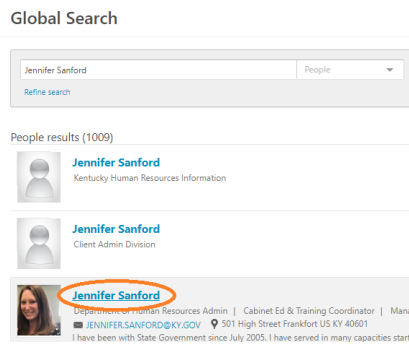 Global Search
Jennifer Sanford People
Refine search
People results (1009)
Jennifer Sanford
Kentucky Human Resources Information
Jennifer Sanford
Client Admin Division
Jennifer Sanford
Department of Human Resources Admin | Cabinet Ed & Training Coordinator | Mana
JENNIFER.SANFORD@KY.GOV 501 High Street Frankfort US KY 40601
I have been with State Government since July 2005. I have served in many capacities start